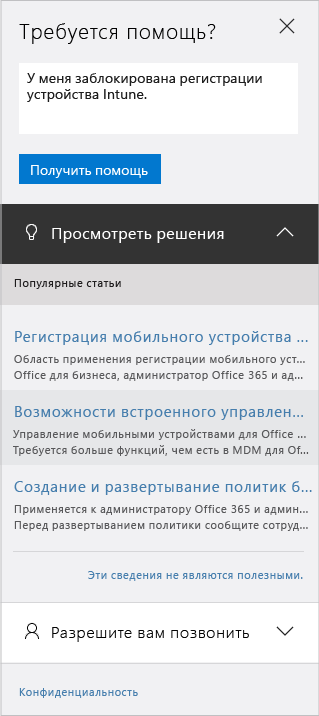 Требуется помощь?
У меня заблокирована регистрации
устройства Intune.
Получить помощь
Просмотреть решения
Популярные статьи
Регистрация мобильного устройства ...
Область применения регистрации мобильного уст...
Office для бизнеса, администратор Office 365 и ад...
Возможности встроенного управлен...
Управление мобильными устройствами для Office ...
Требуется больше функций, чем есть в MDM для Of...
Создание и развертывание политик б...
Применяется к администратору Office 365 и админ...
Перед развертыванием политики сообщите сотруд...
Эти сведения не являются полезными.
Разрешите вам позвонить
Конфиденциальность